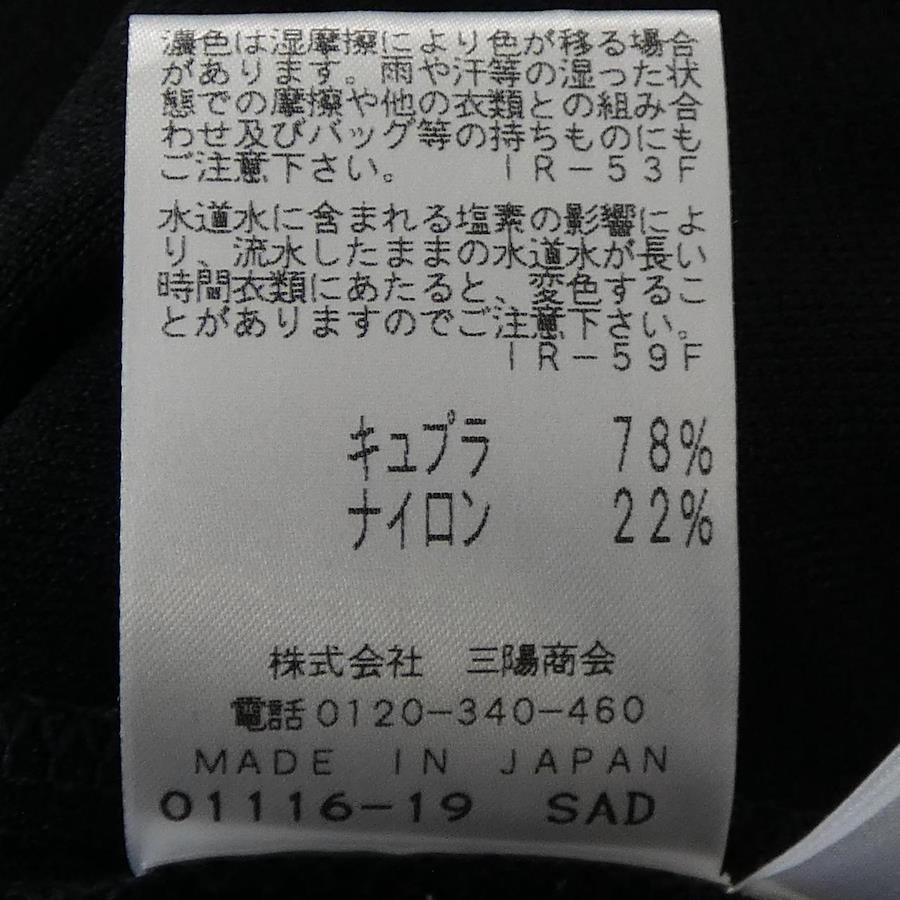 濃色は湿摩擦により色が移る場合
があります。雨や汗等の湿った状
態での摩擦や他の衣類との組み合
わせ及びバッグ等の持ちものにも
ご注意下さい。 IR-53F
水道水に含まれる塩素の影響によ
り、流水したままの水道水が長い
時間衣類にあたると、変色するこ
とがありますのでご注意下さい。
IR-59F
キュプラ 78%
ナイロン 22%
株式会社 三陽商会
電話0120-340-460
MADE IN JAPAN
01116-19 SAD